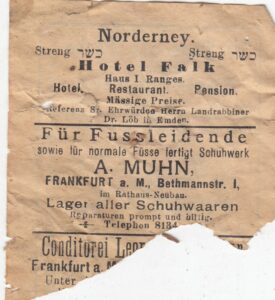 Norderney.
Streng כשר Streng כשר
Hotel Falk
Haus I Ranges.
Hotel. Restaurant. Pension.
Mässige Preise.
Referens Sr. Ehrwürden Herrn Landrabbiner
Dr. Löb in Emden.
Für Fussleidende
sowie für normale Füsse fertigt Schuhwerk
A. MUHN,
FRANKFURT a. M., Bethmannstr. 1,
im Rathaus-Neubau.
Lager aller Schuhwaaren
Reparaturen prompt und billig.
Telephon 8134
Conditorei
Frankfurt a M
Unter